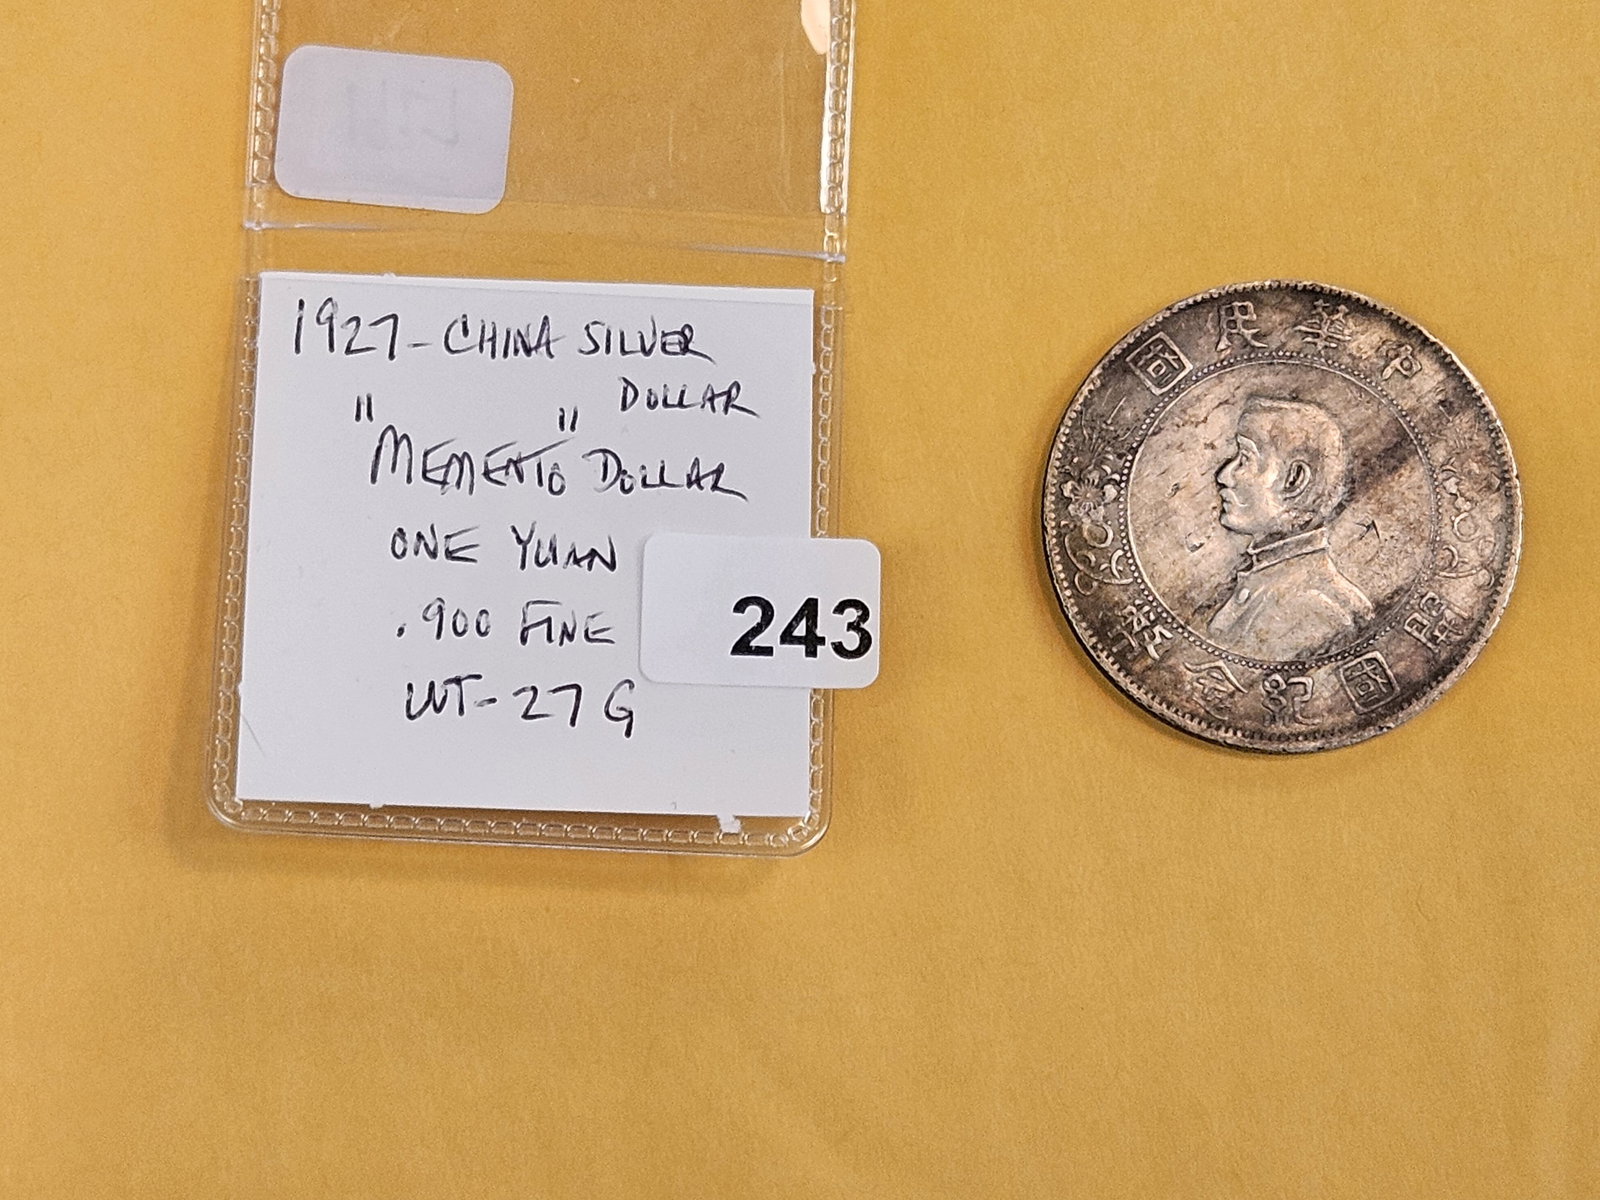 1927-CHINA SILVER
DOLLAR
"MEMENTO" DOLLAR
ONE YUAN
.900 FINE
WT-27 G
243
中華民國
開國紀念幣